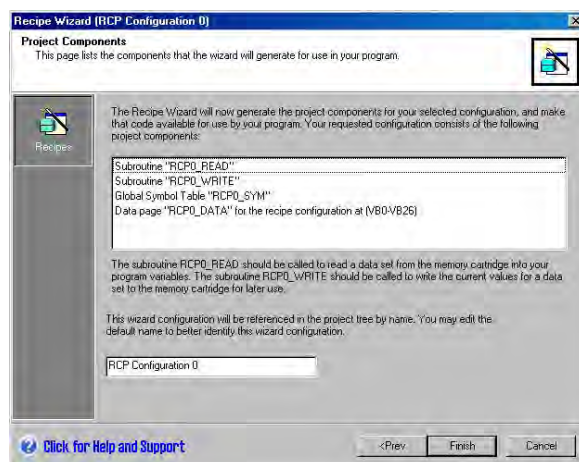 Recipe Wizard (RCP Configuration 0)
Project Components
This page lists the components that the wizard will generate for use in your program.
Recipes
The Recipe Wizard will now generate the project components for your selected configuration, and make
that code available for use by your program. Your requested configuration consists of the following
project components:
Subroutine "RCP0_READ"
Subroutine "RCP0_WRITE"
Global Symbol Table "RCP0_SYM"
Data page "RCP0_DATA" for the recipe configuration at (VB0-VB26)
The subroutine RCP0_READ should be called to read a data set from the memory cartridge into your
program variables. The subroutine RCP0_WRITE should be called to write the current values for a data
set to the memory cartridge for later use.
This wizard configuration will be referenced in the project tree by name. You may edit the
default name to better identify this wizard configuration.
RCP Configuration 0
Click for Help and Support
<Prev
Finish
Cancel